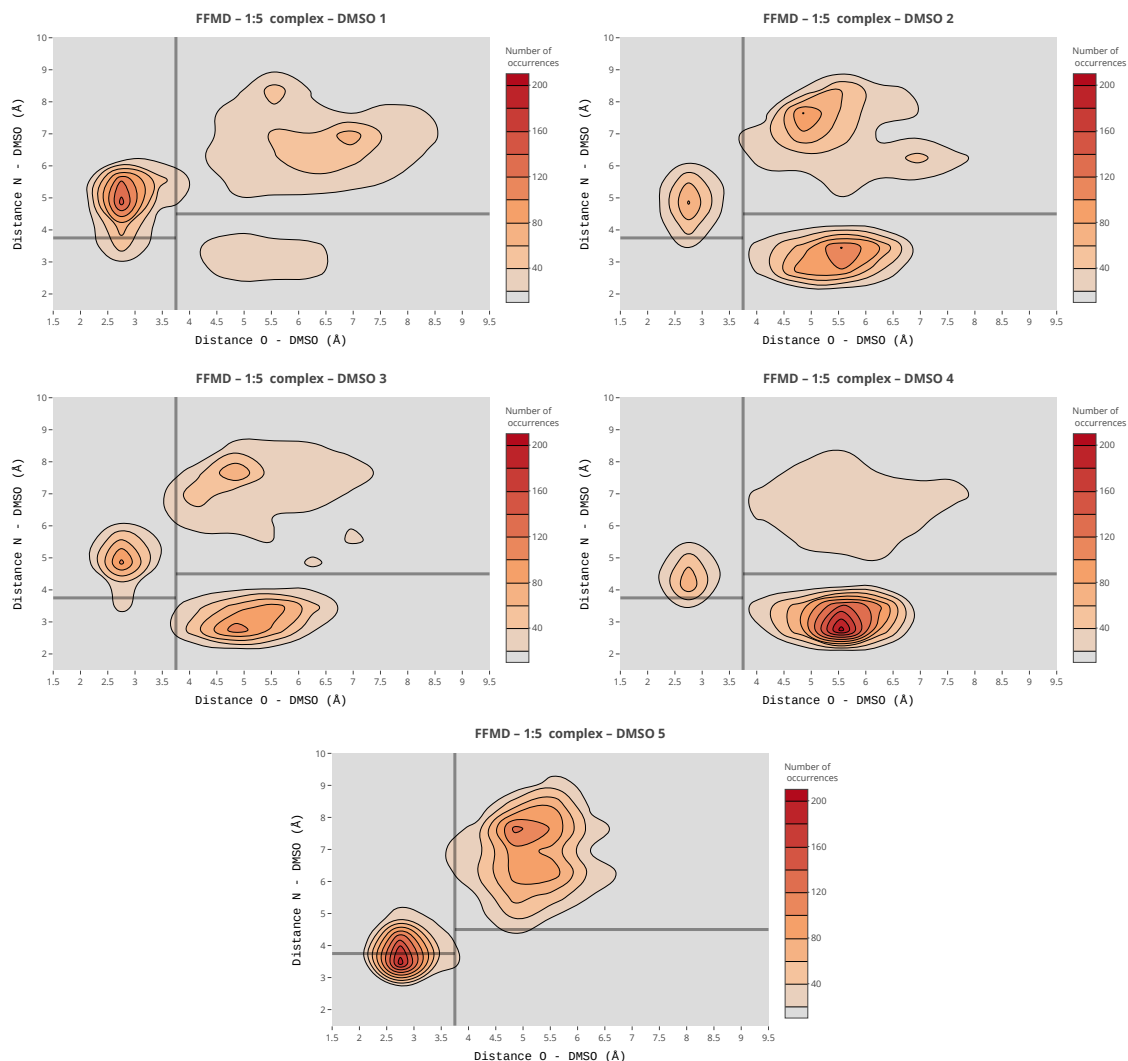 FFMD – 1:5 complex – DMSO 1
Number of
occurrences
200
160
120
80
40
10
9
8
7
6
5
4
3
2
Distance N - DMSO (Å)
1.5 2 2.5 3 3.5 4 4.5 5 5.5 6 6.5 7 7.5 8 8.5 9 9.5
Distance O - DMSO (Å)
FFMD – 1:5 complex – DMSO 2
Number of
occurrences
200
160
120
80
40
10
9
8
7
6
5
4
3
2
Distance N - DMSO (Å)
1.5 2 2.5 3 3.5 4 4.5 5 5.5 6 6.5 7 7.5 8 8.5 9 9.5
Distance O - DMSO (Å)
FFMD – 1:5 complex – DMSO 3
Number of
occurrences
200
160
120
80
40
10
9
8
7
6
5
4
3
2
Distance N - DMSO (Å)
1.5 2 2.5 3 3.5 4 4.5 5 5.5 6 6.5 7 7.5 8 8.5 9 9.5
Distance O - DMSO (Å)
FFMD – 1:5 complex – DMSO 4
Number of
occurrences
200
160
120
80
40
10
9
8
7
6
5
4
3
2
Distance N - DMSO (Å)
1.5 2 2.5 3 3.5 4 4.5 5 5.5 6 6.5 7 7.5 8 8.5 9 9.5
Distance O - DMSO (Å)
FFMD – 1:5 complex – DMSO 5
Number of
occurrences
200
160
120
80
40
10
9
8
7
6
5
4
3
2
Distance N - DMSO (Å)
1.5 2 2.5 3 3.5 4 4.5 5 5.5 6 6.5 7 7.5 8 8.5 9 9.5
Distance O - DMSO (Å)